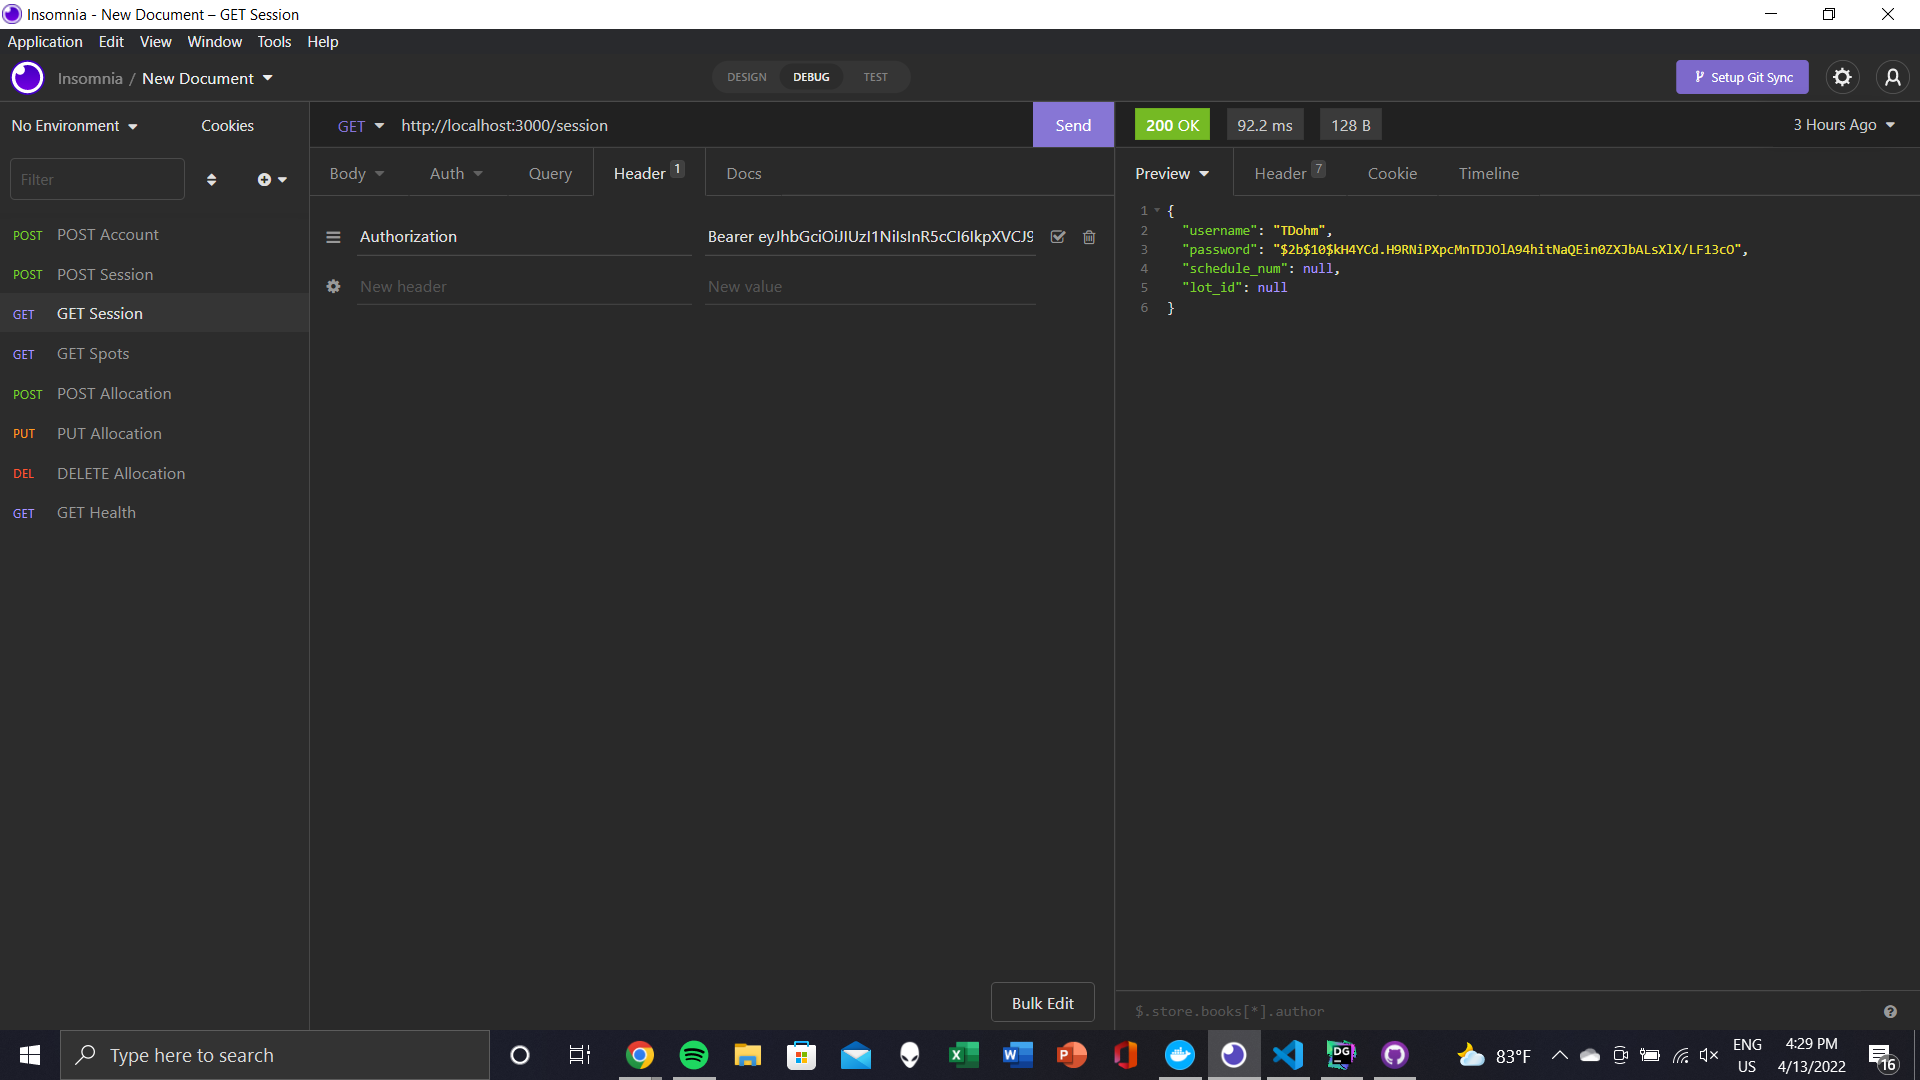 Insomnia - New Document – GET Session
Application Edit View Window Tools Help
Insomnia / New Document
DESIGN DEBUG TEST
Setup Git Sync
No Environment
Cookies
Filter
POST POST Account
POST POST Session
GET GET Session
GET GET Spots
POST POST Allocation
PUT PUT Allocation
DEL DELETE Allocation
GET GET Health
GET http://localhost:3000/session
Send
Body Auth Query Header 1 Docs
Authorization Bearer eyJhbGciOiJIUzI1NiIsInR5cCI6IkpXVCJ9
New header New value
Bulk Edit
200 OK 92.2 ms 128 B
3 Hours Ago
Preview Header 7 Cookie Timeline
1 {
2 "username": "TDohm",
3 "password": "$2b$10$kH4YCd.H9RNiPXpcMnTDJOlA94hitNaQEin0ZXJbALsXlX/LF13cO",
4 "schedule_num": null,
5 "lot_id": null
6 }
$.store.books[*].author
Type here to search
83°F
ENG
US
4:29 PM
4/13/2022
16